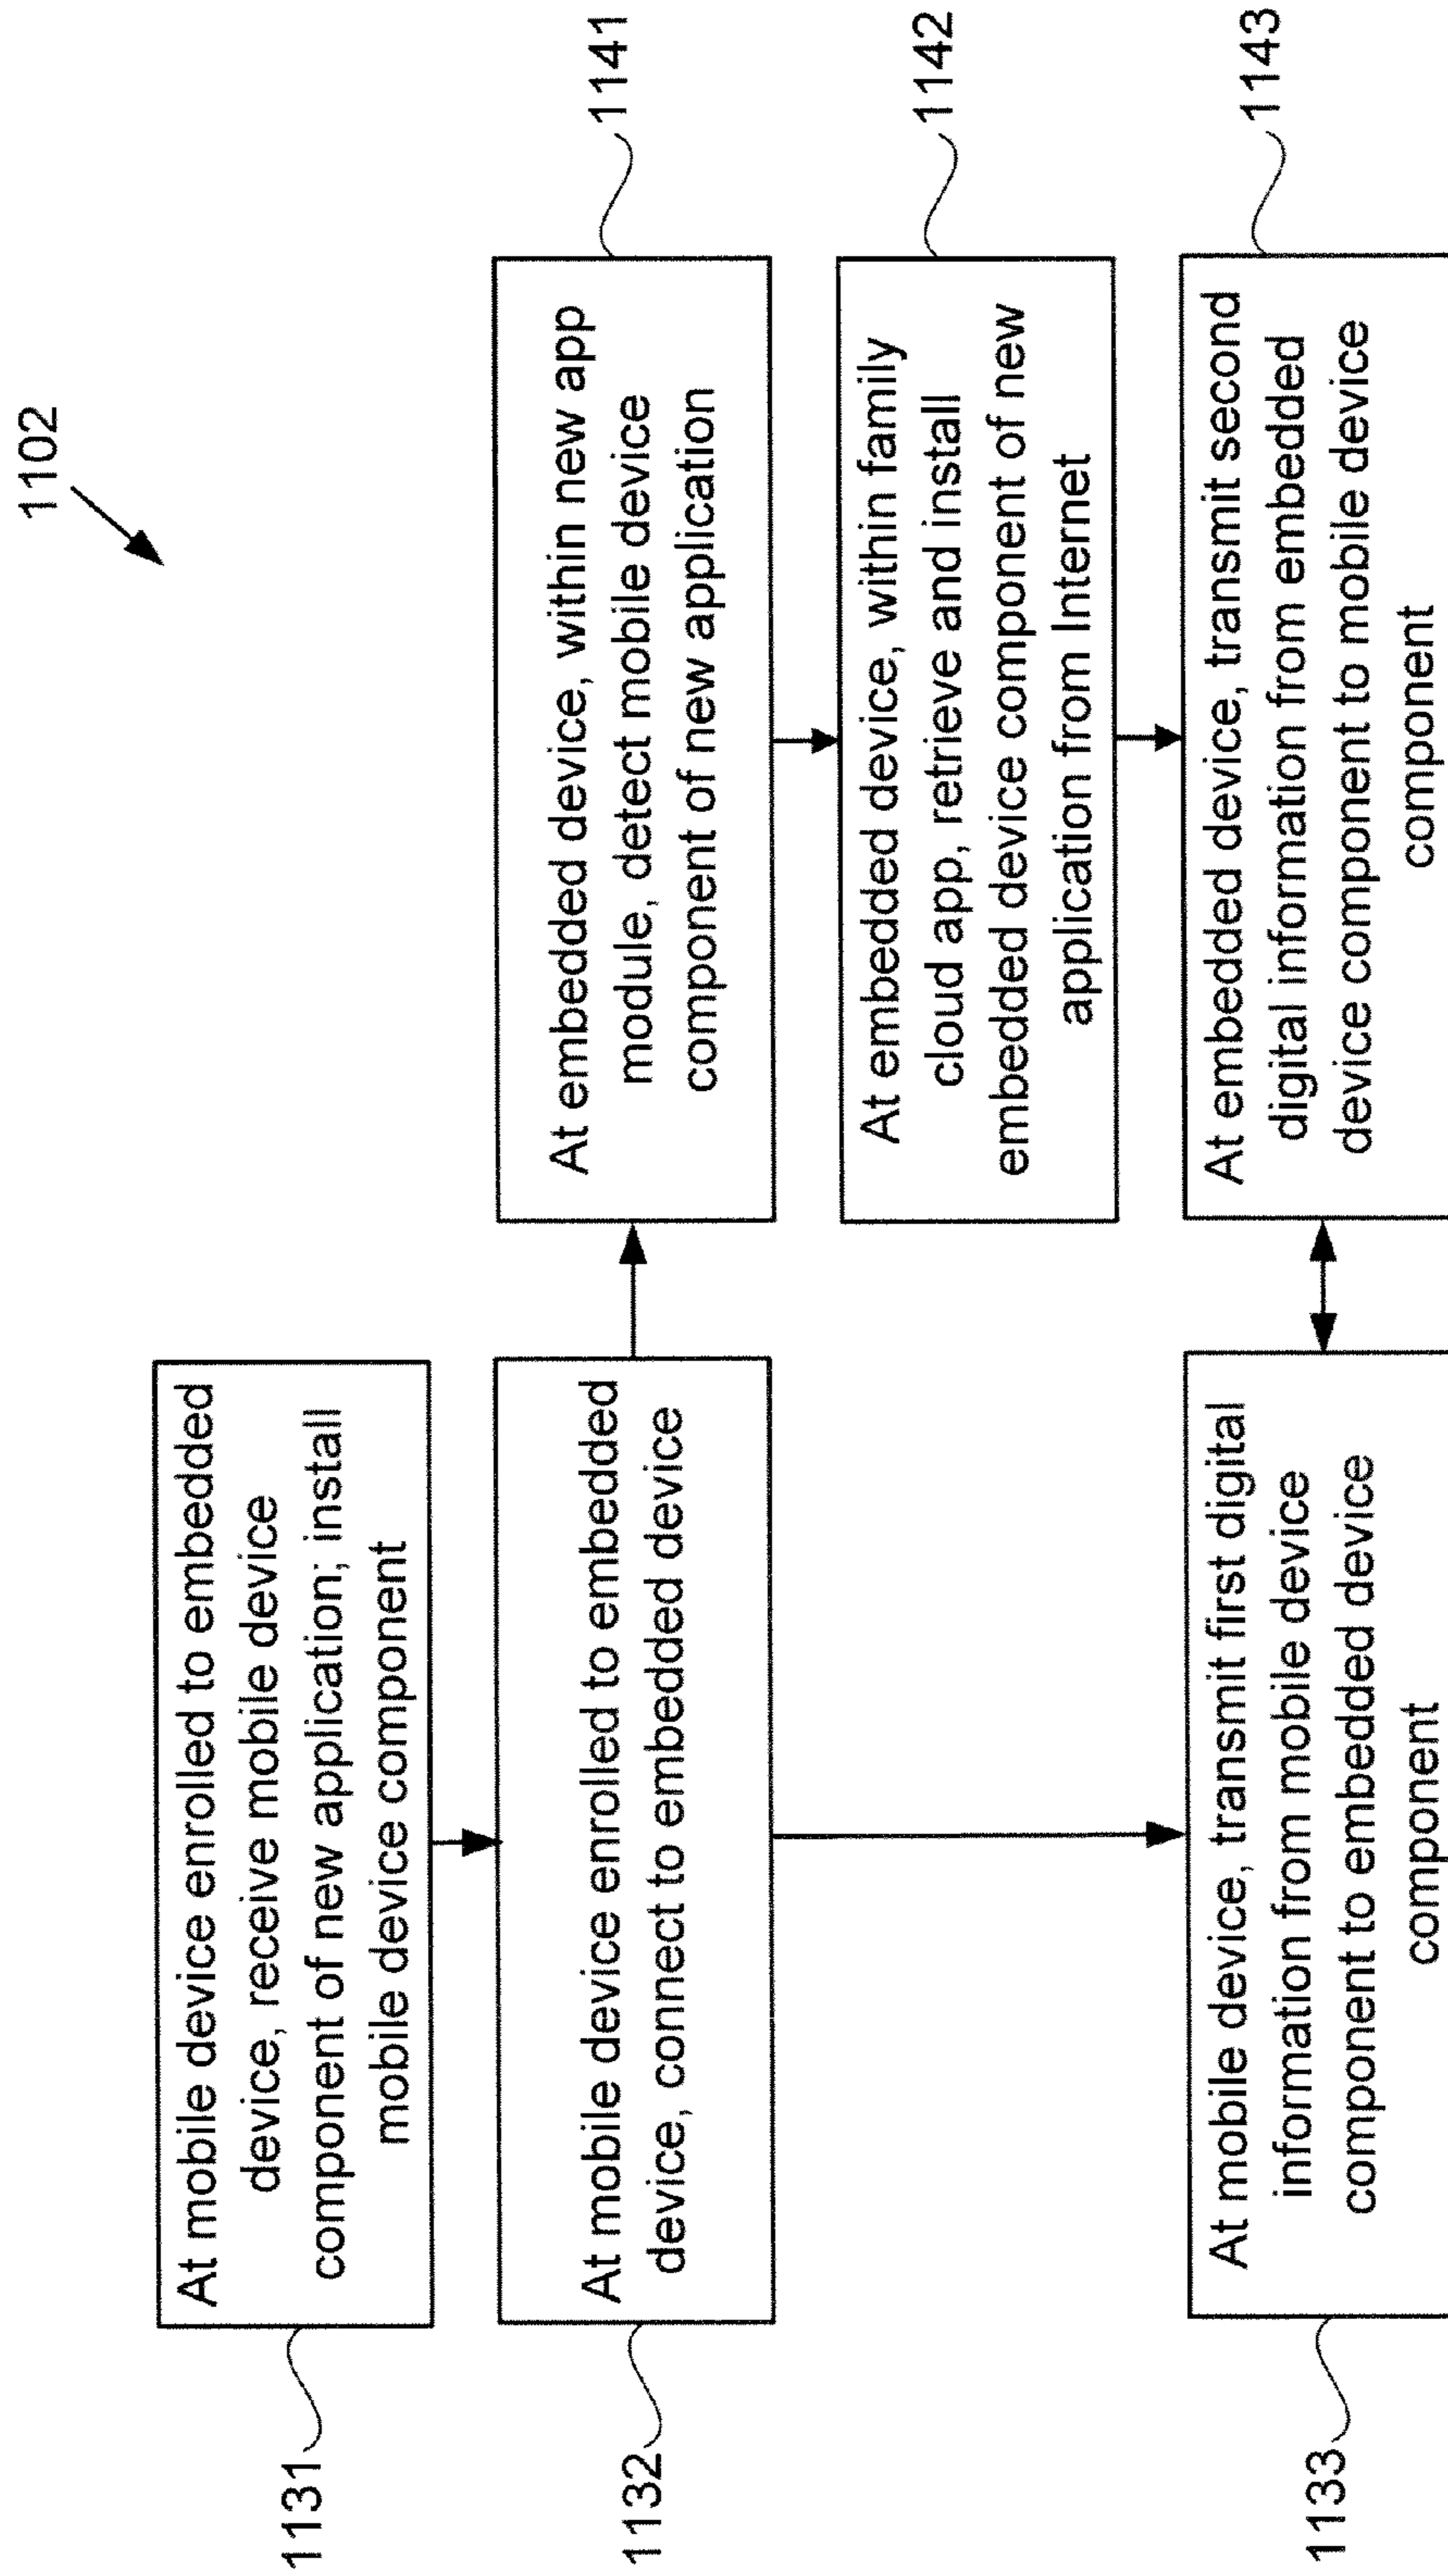 1102
1131
At mobile device enrolled to embedded
device, receive mobile device
component of new application; install
mobile device component
1132
At mobile device enrolled to embedded
device, connect to embedded device
At embedded device, within new app
module, detect mobile device
component of new application
1141
At embedded device, within family
cloud app, retrieve and install
embedded device component of new
application from Internet
1142
1133
At mobile device, transmit first digital
information from mobile device
component to embedded device
component
At embedded device, transmit second
digital information from embedded
device component to mobile device
component
1143